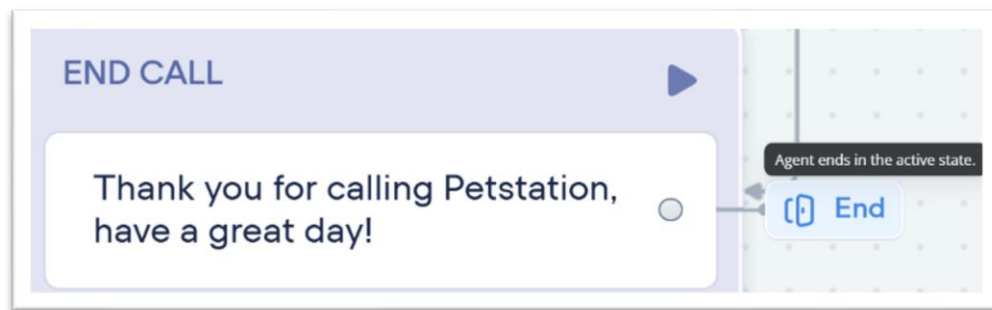 END CALL
Thank you for calling Petstation,
have a great day!
Agent ends in the active state.
End